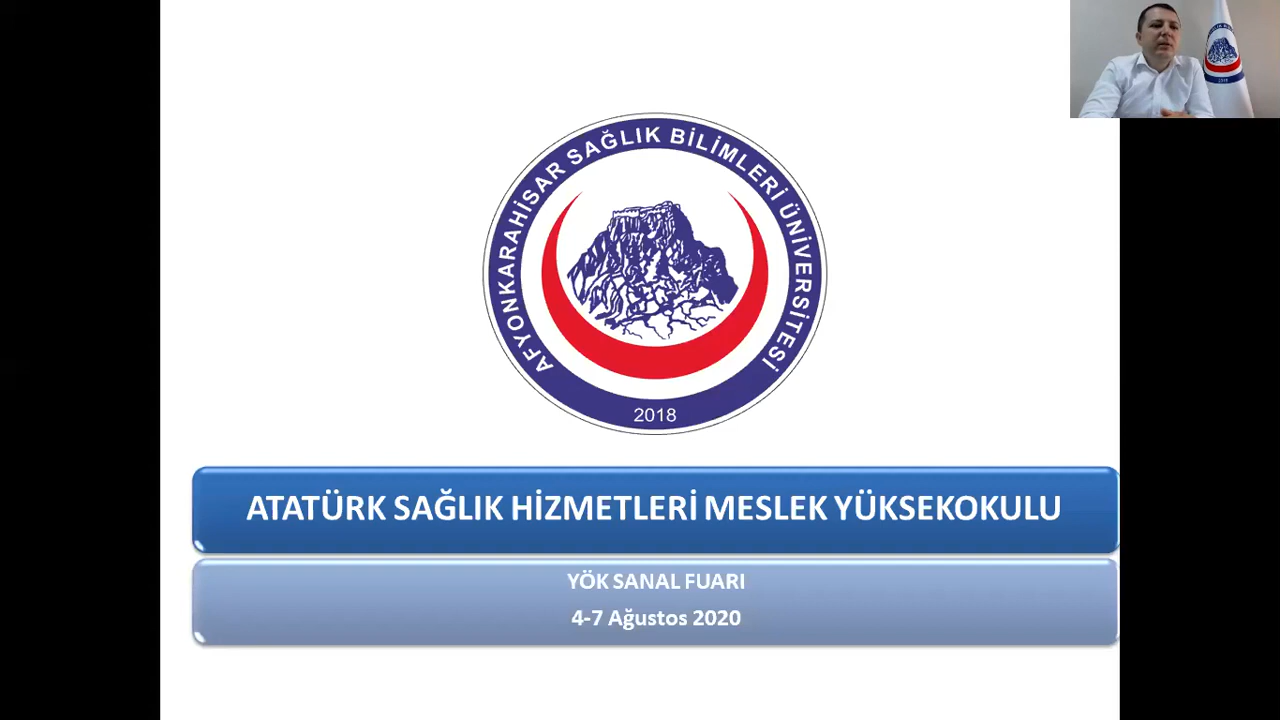 AFYONKARAHİSAR SAĞLIK BİLİMLERİ ÜNİVERSİTESİ
2018
ATATÜRK SAĞLIK HİZMETLERİ MESLEK YÜKSEKOKULU
YÖK SANAL FUARI
4-7 Ağustos 2020